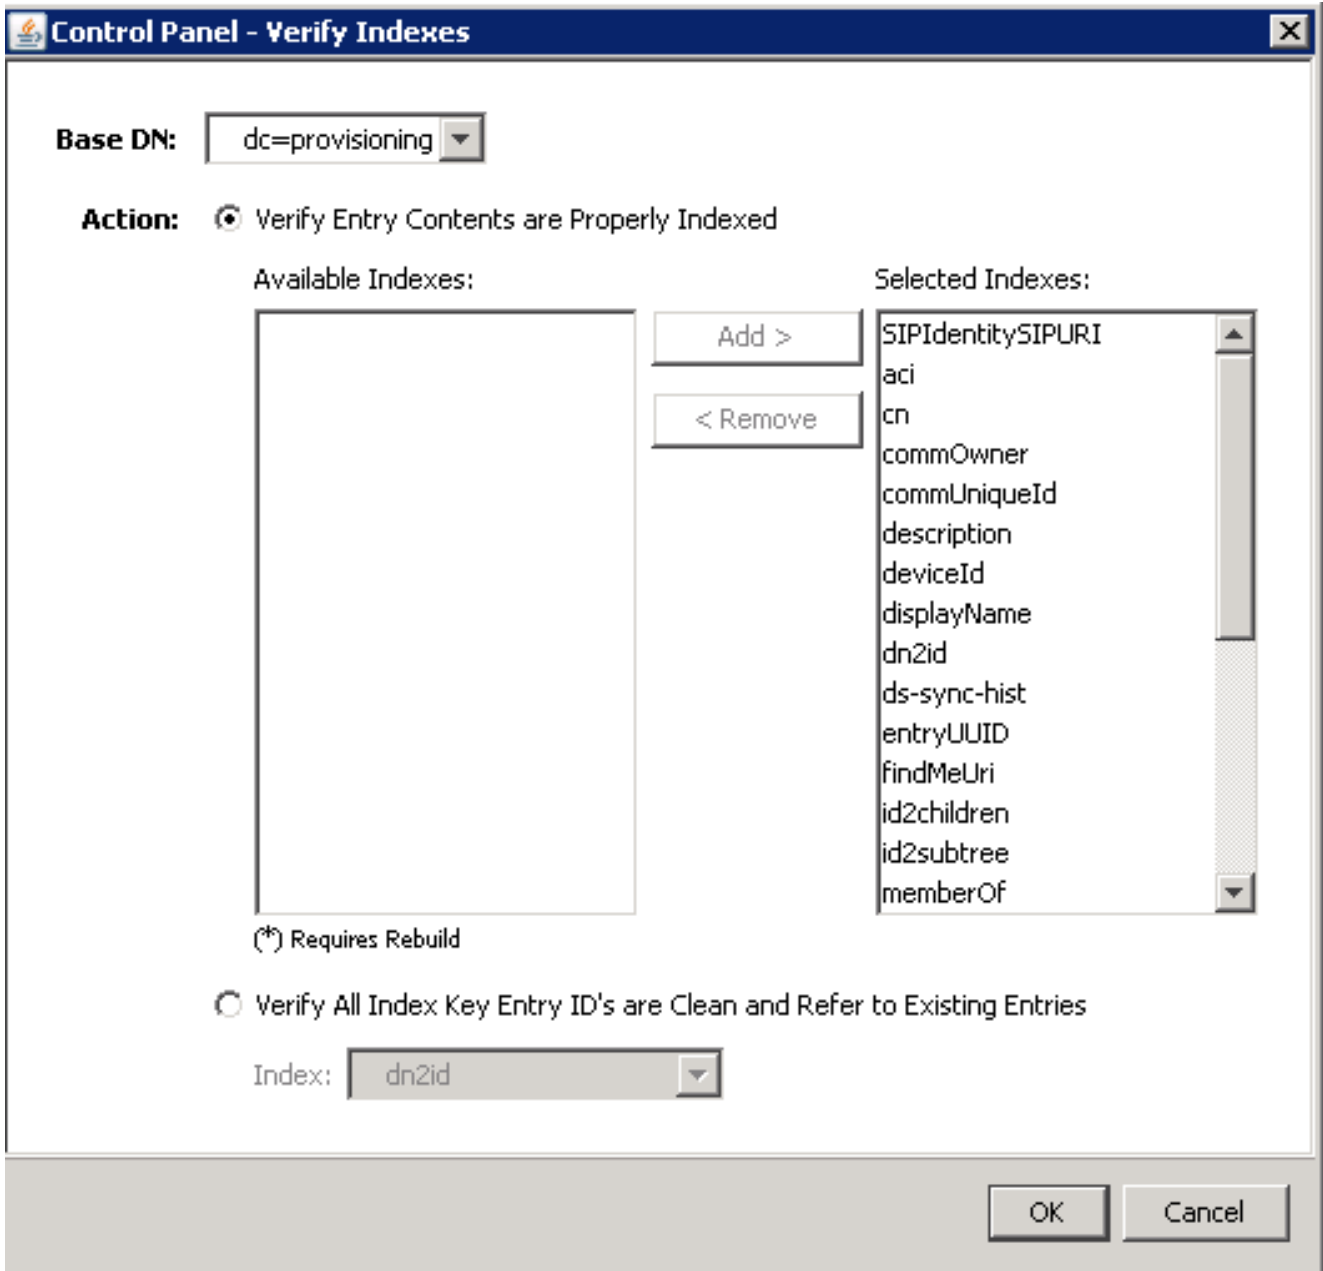 Control Panel - Verify Indexes
Base DN: dc=provisioning
Action: Verify Entry Contents are Properly Indexed
Available Indexes: Selected Indexes:
Add >
< Remove
SIPIdentitySIPURI
aci
cn
commOwner
commUniqueId
description
deviceId
displayName
dn2id
ds-sync-hist
entryUUID
findMeUri
id2children
id2subtree
memberOf
(*) Requires Rebuild
Verify All Index Key Entry ID's are Clean and Refer to Existing Entries
Index: dn2id
OK Cancel